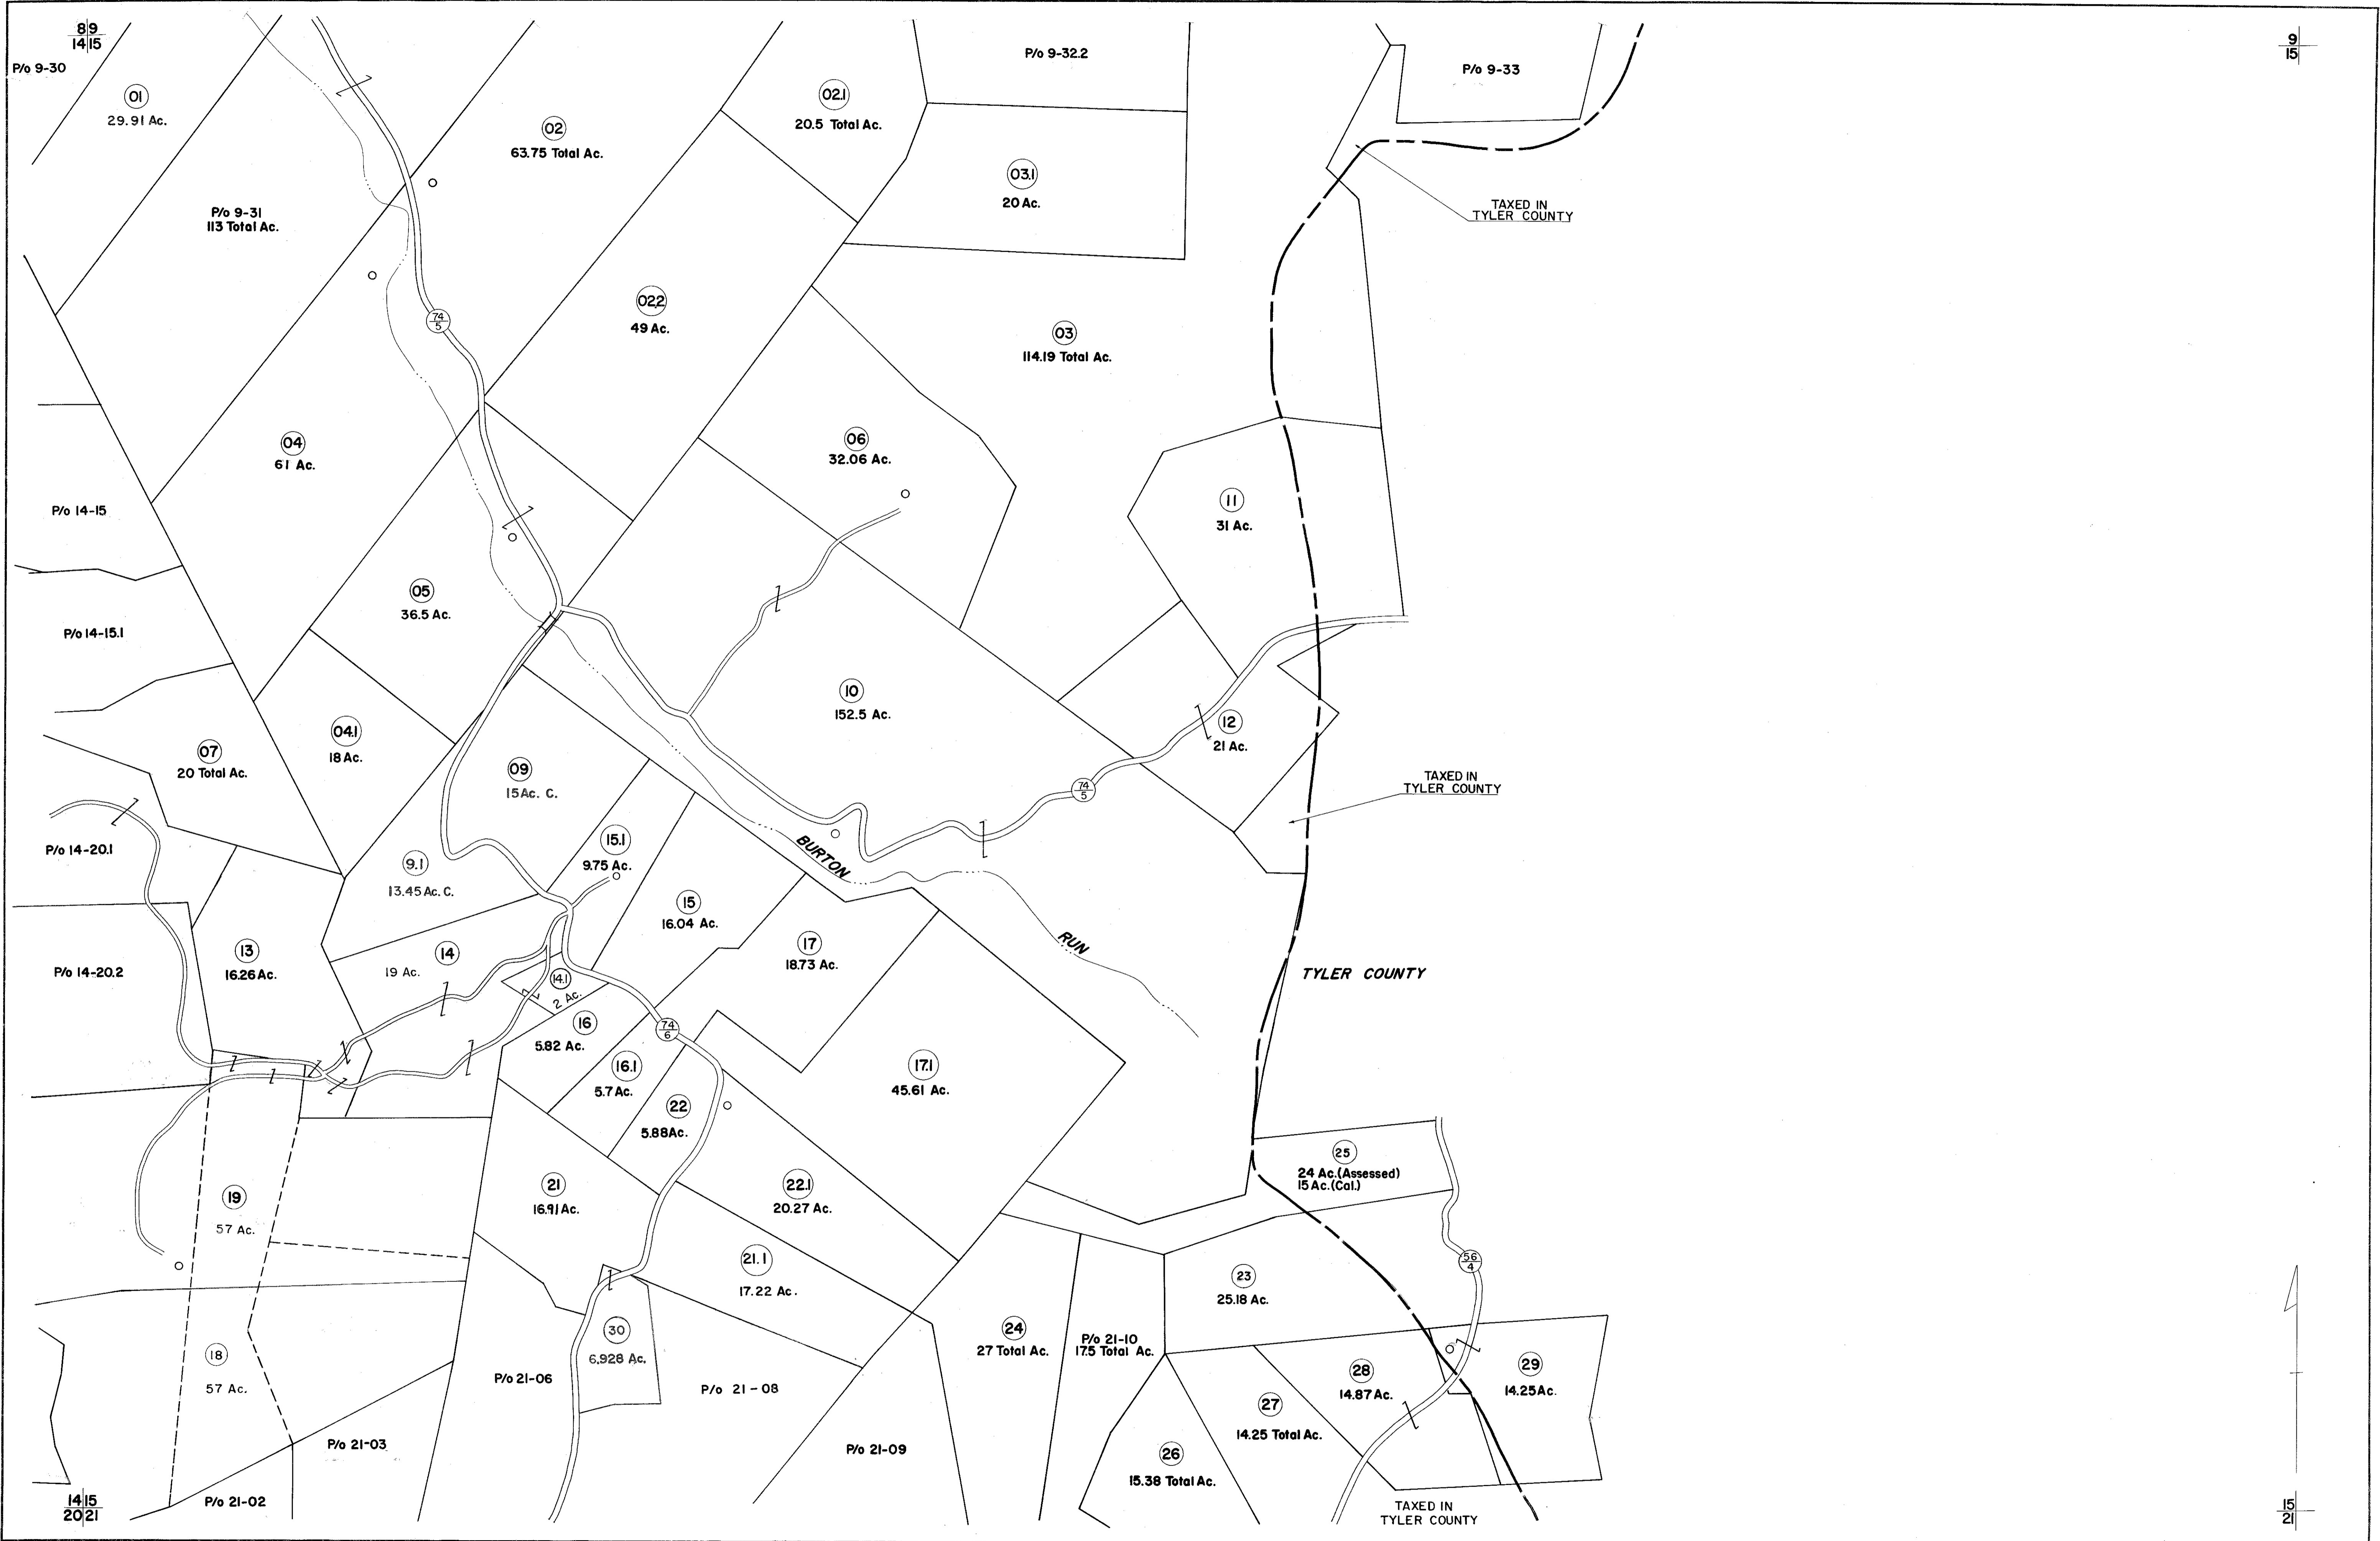 8 9
14 15
P/o 9-30
01
29.91 Ac.
P/o 9-31
113 Total Ac.
02
63.75 Total Ac.
02.1
20.5 Total Ac.
P/o 9-32.2
03.1
20 Ac.
P/o 9-33
9
15
TAXED IN
TYLER COUNTY
74
5
02.2
49 Ac.
03
114.19 Total Ac.
04
61 Ac.
06
32.06 Ac.
11
31 Ac.
P/o 14-15
05
36.5 Ac.
P/o 14-15.1
10
152.5 Ac.
12
21 Ac.
04.1
18 Ac.
07
20 Total Ac.
09
15 Ac. C.
74
5
TAXED IN
TYLER COUNTY
P/o 14-20.1
9.1
13.45 Ac. C.
15.1
9.75 Ac.
BURTON
RUN
15
16.04 Ac.
17
18.73 Ac.
P/o 14-20.2
13
16.26 Ac.
14
19 Ac.
14.1
2 Ac.
TYLER COUNTY
16
5.82 Ac.
74
6
16.1
5.7 Ac.
17.1
45.61 Ac.
22
5.88 Ac.
25
24 Ac.(Assessed)
15 Ac.(Cal.)
19
57 Ac.
21
16.91 Ac.
22.1
20.27 Ac.
21.1
17.22 Ac.
56
4
23
25.18 Ac.
18
57 Ac.
30
6.928 Ac.
24
27 Total Ac.
P/o 21-10
17.5 Total Ac.
28
14.87 Ac.
29
14.25 Ac.
P/o 21-06
P/o 21-08
27
14.25 Total Ac.
P/o 21-03
P/o 21-09
26
15.38 Total Ac.
14 15
20 21
P/o 21-02
TAXED IN
TYLER COUNTY
15
21